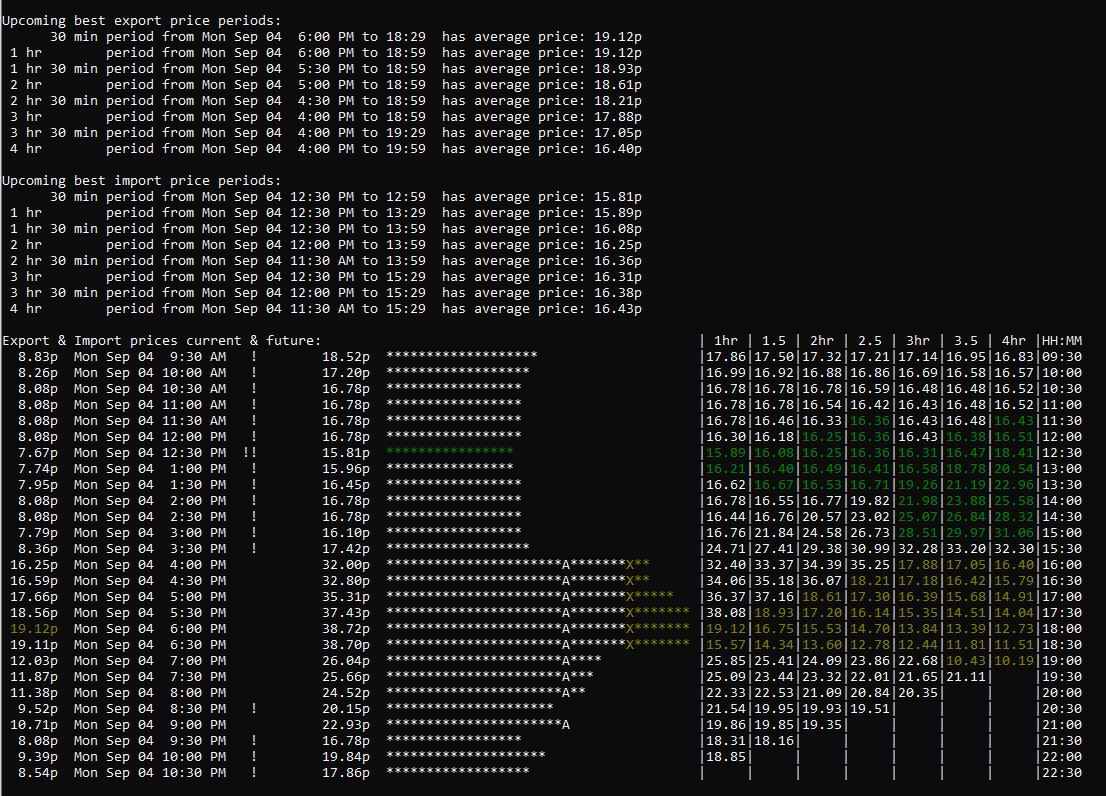 Upcoming best export price periods:
      30 min period from Mon Sep 04  6:00 PM to 18:29  has average price: 19.12p
 1 hr        period from Mon Sep 04  6:00 PM to 18:59  has average price: 19.12p
 1 hr 30 min period from Mon Sep 04  5:30 PM to 18:59  has average price: 18.93p
 2 hr        period from Mon Sep 04  5:00 PM to 18:59  has average price: 18.61p
 2 hr 30 min period from Mon Sep 04  4:30 PM to 18:59  has average price: 18.21p
 3 hr        period from Mon Sep 04  4:00 PM to 18:59  has average price: 17.88p
 3 hr 30 min period from Mon Sep 04  4:00 PM to 19:29  has average price: 17.05p
 4 hr        period from Mon Sep 04  4:00 PM to 19:59  has average price: 16.40p
Upcoming best import price periods:
      30 min period from Mon Sep 04 12:30 PM to 12:59  has average price: 15.81p
 1 hr        period from Mon Sep 04 12:30 PM to 13:29  has average price: 15.89p
 1 hr 30 min period from Mon Sep 04 12:30 PM to 13:59  has average price: 16.08p
 2 hr        period from Mon Sep 04 12:00 PM to 13:59  has average price: 16.25p
 2 hr 30 min period from Mon Sep 04 11:30 AM to 13:59  has average price: 16.36p
 3 hr        period from Mon Sep 04 12:30 PM to 15:29  has average price: 16.31p
 3 hr 30 min period from Mon Sep 04 12:00 PM to 15:29  has average price: 16.38p
 4 hr        period from Mon Sep 04 11:30 AM to 15:29  has average price: 16.43p
Export & Import prices current & future: | 1hr | 1.5 | 2hr | 2.5 | 3hr | 3.5 | 4hr |HH:MM
  8.83p  Mon Sep 04  9:30 AM   !        18.52p  ******************* |17.86|17.50|17.32|17.21|17.14|16.95|16.83|09:30
  8.26p  Mon Sep 04 10:00 AM   !        17.20p  ****************** |16.99|16.92|16.88|16.86|16.69|16.58|16.57|10:00
  8.08p  Mon Sep 04 10:30 AM   !        16.78p  ***************** |16.78|16.78|16.78|16.59|16.48|16.48|16.52|10:30
  8.08p  Mon Sep 04 11:00 AM   !        16.78p  ***************** |16.78|16.78|16.54|16.42|16.43|16.48|16.52|11:00
  8.08p  Mon Sep 04 11:30 AM   !        16.78p  ***************** |16.78|16.46|16.33|16.36|16.43|16.48|16.43|11:30
  8.08p  Mon Sep 04 12:00 PM   !        16.78p  ***************** |16.30|16.18|16.25|16.36|16.43|16.38|16.51|12:00
  7.67p  Mon Sep 04 12:30 PM  !!        15.81p  **************** |15.89|16.08|16.25|16.36|16.31|16.47|18.41|12:30
  7.74p  Mon Sep 04  1:00 PM   !        15.96p  **************** |16.21|16.40|16.49|16.41|16.58|18.78|20.54|13:00
  7.95p  Mon Sep 04  1:30 PM   !        16.45p  ***************** |16.62|16.67|16.53|16.71|19.26|21.19|22.96|13:30
  8.08p  Mon Sep 04  2:00 PM   !        16.78p  ***************** |16.78|16.55|16.77|19.82|21.98|23.88|25.58|14:00
  8.08p  Mon Sep 04  2:30 PM   !        16.78p  ***************** |16.44|16.76|20.57|23.02|25.07|26.84|28.32|14:30
  7.79p  Mon Sep 04  3:00 PM   !        16.10p  ***************** |16.76|21.84|24.58|26.73|28.51|29.97|31.06|15:00
  8.36p  Mon Sep 04  3:30 PM   !        17.42p  ****************** |24.71|27.41|29.38|30.99|32.28|33.20|32.30|15:30
 16.25p  Mon Sep 04  4:00 PM            32.00p  **********************A*******X** |32.40|33.37|34.39|35.25|17.88|17.05|16.40|16:00
 16.59p  Mon Sep 04  4:30 PM            32.80p  **********************A*******X** |34.06|35.18|36.07|18.21|17.18|16.42|15.79|16:30
 17.66p  Mon Sep 04  5:00 PM            35.31p  **********************A*******X***** |36.37|37.16|18.61|17.30|16.39|15.68|14.91|17:00
 18.56p  Mon Sep 04  5:30 PM            37.43p  **********************A*******X******* |38.08|18.93|17.20|16.14|15.35|14.51|14.04|17:30
 19.12p  Mon Sep 04  6:00 PM            38.72p  **********************A*******X******* |19.12|16.75|15.53|14.70|13.84|13.39|12.73|18:00
 19.11p  Mon Sep 04  6:30 PM            38.70p  **********************A*******X******* |15.57|14.34|13.60|12.78|12.44|11.81|11.51|18:30
 12.03p  Mon Sep 04  7:00 PM            26.04p  **********************A**** |25.85|25.41|24.09|23.86|22.68|10.43|10.19|19:00
 11.87p  Mon Sep 04  7:30 PM            25.66p  **********************A*** |25.09|23.44|23.32|22.01|21.65|21.11|     |19:30
 11.38p  Mon Sep 04  8:00 PM            24.52p  **********************A** |22.33|22.53|21.09|20.84|20.35|     |     |20:00
  9.52p  Mon Sep 04  8:30 PM   !        20.15p  ********************* |21.54|19.95|19.93|19.51|     |     |     |20:30
 10.71p  Mon Sep 04  9:00 PM            22.93p  **********************A |19.86|19.85|19.35|     |     |     |     |21:00
  8.08p  Mon Sep 04  9:30 PM   !        16.78p  ***************** |18.31|18.16|     |     |     |     |     |21:30
  9.39p  Mon Sep 04 10:00 PM   !        19.84p  ******************** |18.85|     |     |     |     |     |     |22:00
  8.54p  Mon Sep 04 10:30 PM   !        17.86p  ****************** |     |     |     |     |     |     |     |22:30